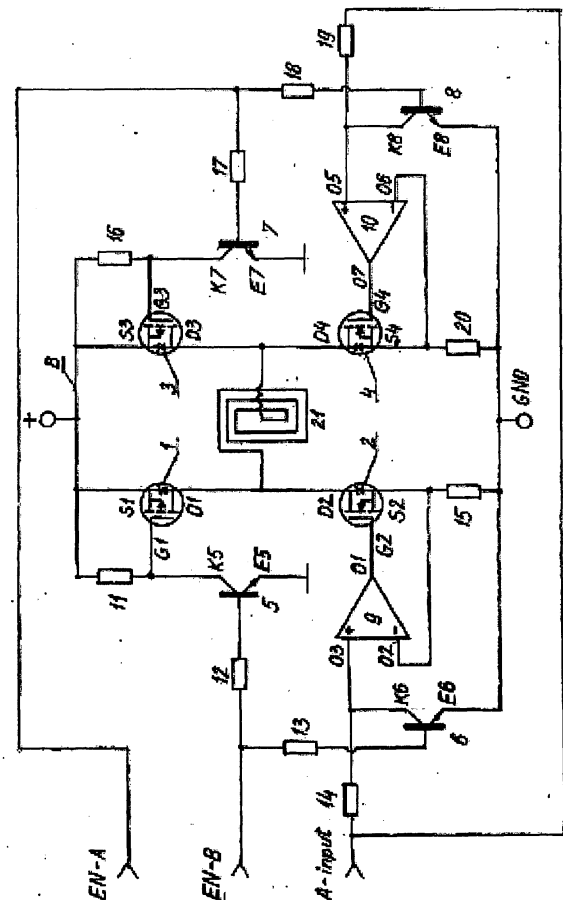 19
18
8
K8
E8
17
16
7
K7
E7
O5
O6
10
O7
G3
S3
D3
3
B
+
G4
D4
S4
4
20
GND
21
1
S1
D1
G1
2
D2
S2
G2
15
11
K5
E5
5
O1
9
+
-
O3
O2
12
13
K6
E6
6
14
EN-A
EN-B
A-input